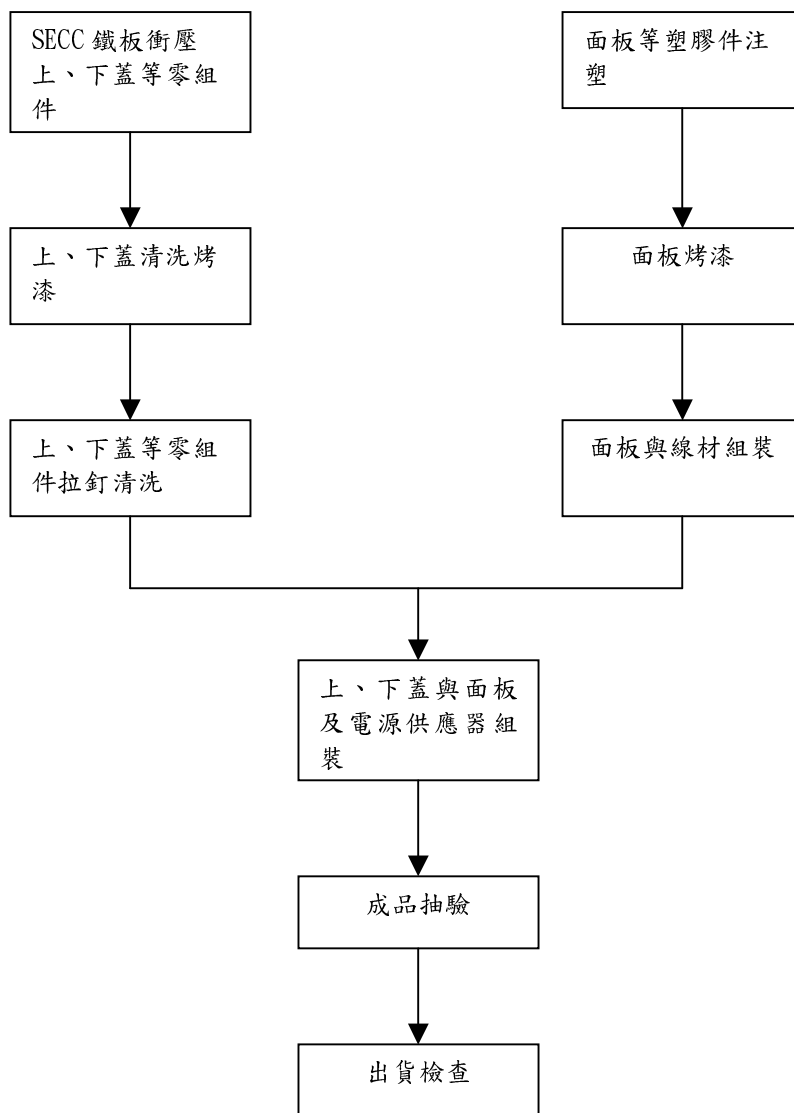 SECC 鐵板衝壓
上、下蓋等零組
件
面板等塑膠件注
塑
上、下蓋清洗烤
漆
面板烤漆
上、下蓋等零組
件拉釘清洗
面板與線材組裝
上、下蓋與面板
及電源供應器組
裝
成品抽驗
出貨檢查